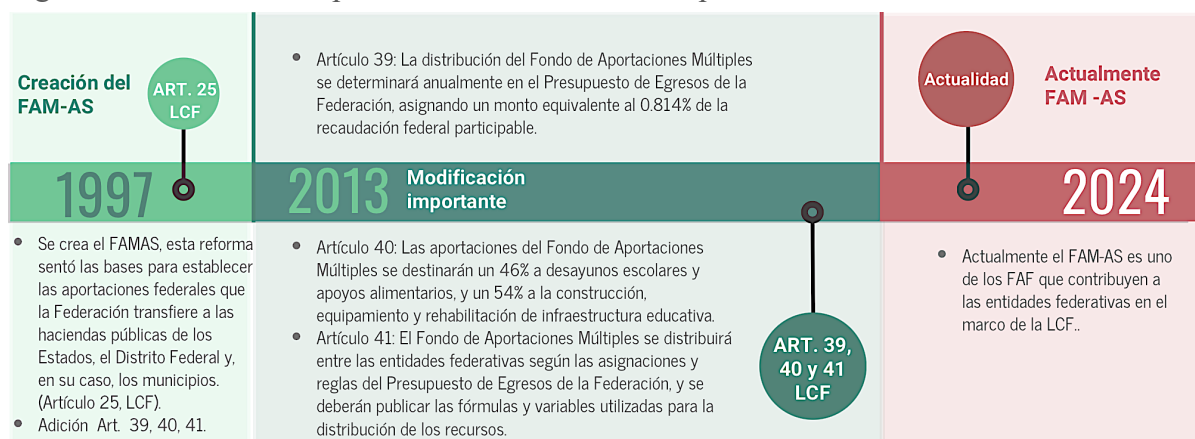 Creación del
FAM-AS
ART. 25
LCF
1997
• Se crea el FAMAS, esta reforma
sentó las bases para establecer
las aportaciones federales que
la Federación transfiere a las
haciendas públicas de los
Estados, el Distrito Federal y,
en su caso, los municipios.
(Artículo 25, LCF).
• Adición Art. 39, 40, 41.
• Artículo 39: La distribución del Fondo de Aportaciones Múltiples
se determinará anualmente en el Presupuesto de Egresos de la
Federación, asignando un monto equivalente al 0.814% de la
recaudación federal participable.
2013
Modificación
importante
• Artículo 40: Las aportaciones del Fondo de Aportaciones
Múltiples se destinarán un 46% a desayunos escolares y
apoyos alimentarios, y un 54% a la construcción,
equipamiento y rehabilitación de infraestructura educativa.
• Artículo 41: El Fondo de Aportaciones Múltiples se distribuirá
entre las entidades federativas según las asignaciones y
reglas del Presupuesto de Egresos de la Federación, y se
deberán publicar las fórmulas y variables utilizadas para la
distribución de los recursos.
ART. 39,
40 y 41
LCF
Actualidad
Actualmente
FAM -AS
2024
• Actualmente el FAM-AS es uno
de los FAF que contribuyen a
las entidades federativas en el
marco de la LCF..